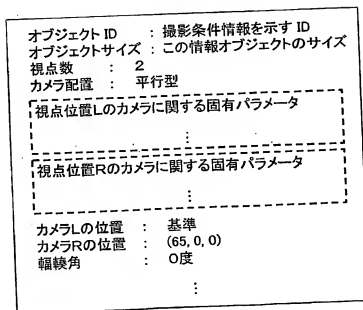 オブジェクト ID : 撮影条件情報を示す ID
オブジェクトサイズ : この情報オブジェクトのサイズ
視点数 : 2
カメラ配置 : 平行型
視点位置Lのカメラに関する固有パラメータ
⋮
視点位置Rのカメラに関する固有パラメータ
⋮
カメラLの位置 : 基準
カメラRの位置 : (65, 0, 0)
輻輳角 : 0度
⋮